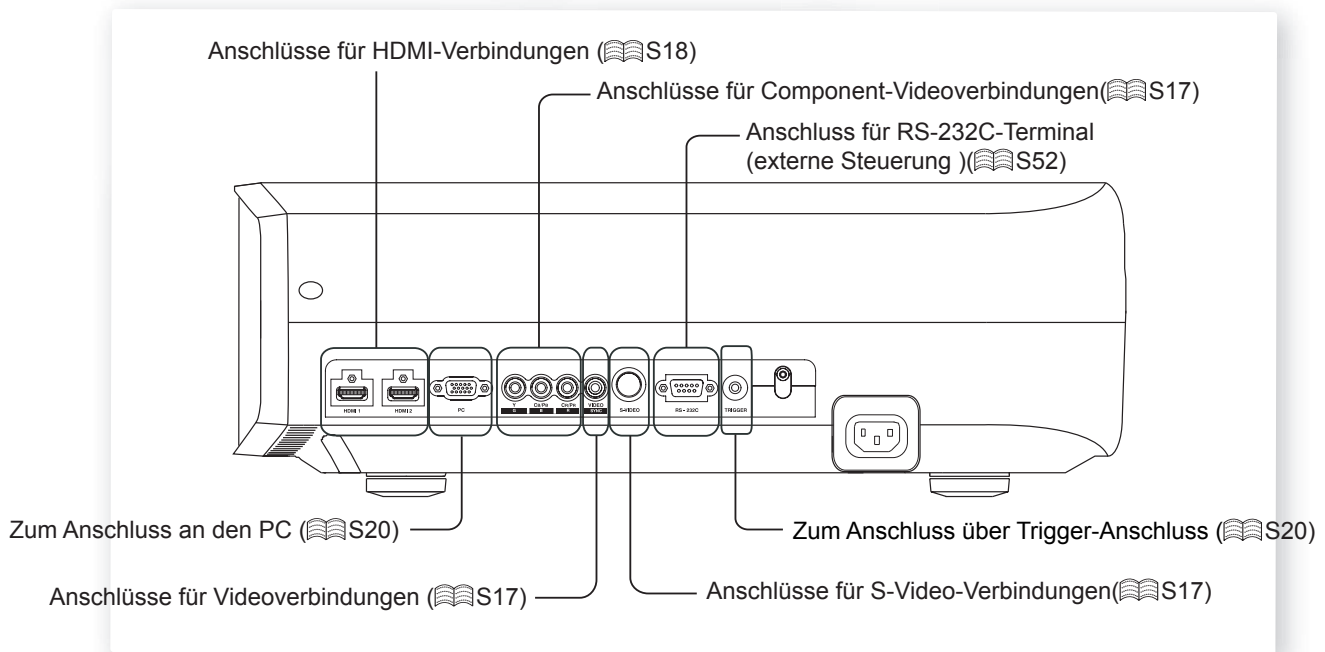 Anschlüsse für HDMI-Verbindungen (S18)
Anschlüsse für Component-Videoverbindungen(S17)
Anschluss für RS-232C-Terminal
(externe Steuerung )(S52)
HDMI 1
HDMI 2
PC
Y
CB/PB
CR/PR
VIDEO
G
B
R
SYNC
S-VIDEO
RS - 232C
TRIGGER
Zum Anschluss an den PC (S20)
Zum Anschluss über Trigger-Anschluss (S20)
Anschlüsse für Videoverbindungen (S17)
Anschlüsse für S-Video-Verbindungen(S17)